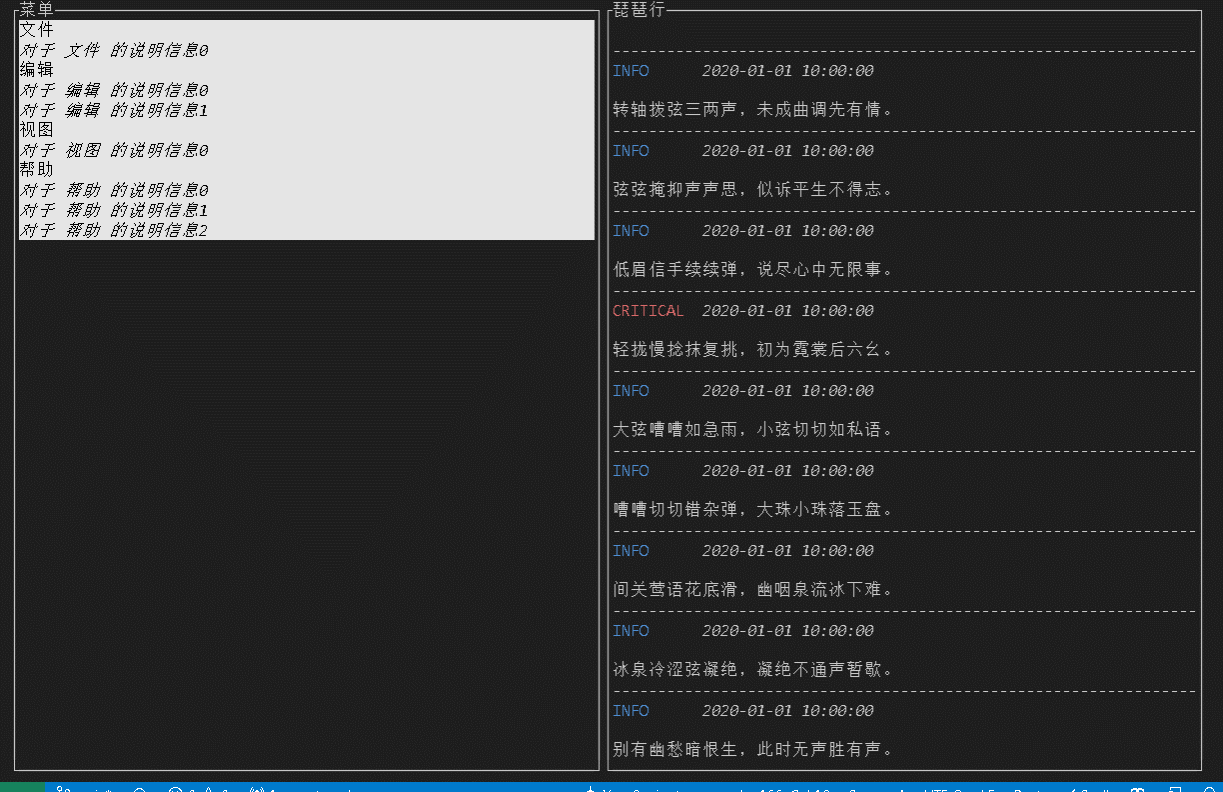 菜单
文件
对于 文件 的说明信息0
编辑
对于 编辑 的说明信息0
对于 编辑 的说明信息1
视图
对于 视图 的说明信息0
帮助
对于 帮助 的说明信息0
对于 帮助 的说明信息1
对于 帮助 的说明信息2
琵琶行
INFO 2020-01-01 10:00:00
转轴拨弦三两声，未成曲调先有情。
INFO 2020-01-01 10:00:00
弦弦掩抑声声思，似诉平生不得志。
INFO 2020-01-01 10:00:00
低眉信手续续弹，说尽心中无限事。
CRITICAL 2020-01-01 10:00:00
轻拢慢捻抹复挑，初为霓裳后六幺。
INFO 2020-01-01 10:00:00
大弦嘈嘈如急雨，小弦切切如私语。
INFO 2020-01-01 10:00:00
嘈嘈切切错杂弹，大珠小珠落玉盘。
INFO 2020-01-01 10:00:00
间关莺语花底滑，幽咽泉流冰下难。
INFO 2020-01-01 10:00:00
冰泉冷涩弦凝绝，凝绝不通声暂歇。
INFO 2020-01-01 10:00:00
别有幽愁暗恨生，此时无声胜有声。